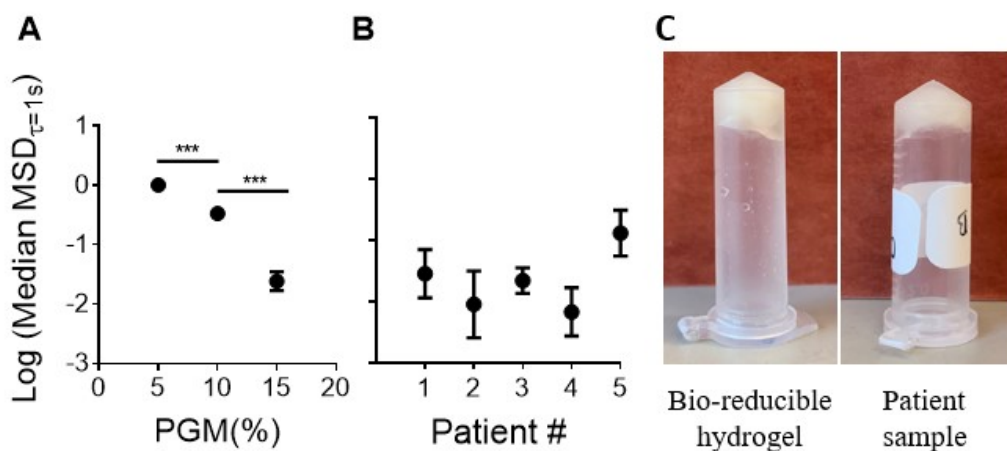 A
B
C
Log (Median MSDτ=1s)
1
0
-1
-2
-3
***
***
0
5
10
15
20
PGM(%)
1
2
3
4
5
Patient #
Bio-reducible
hydrogel
Patient
sample